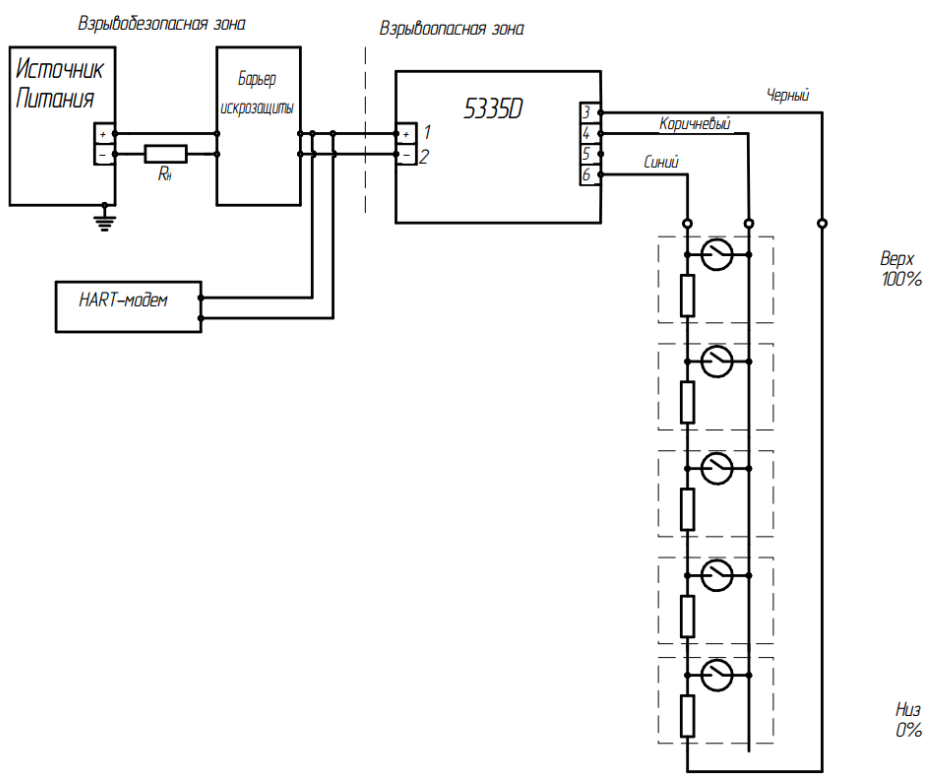 Взрывобезопасная зона
Взрывоопасная зона
Источник
Питания
+
−
Rн
Барьер
искрозащиты
+
−
1
2
5335D
3
4
5
6
Черный
Коричневый
Синий
HART-модем
Верх
100%
Низ
0%